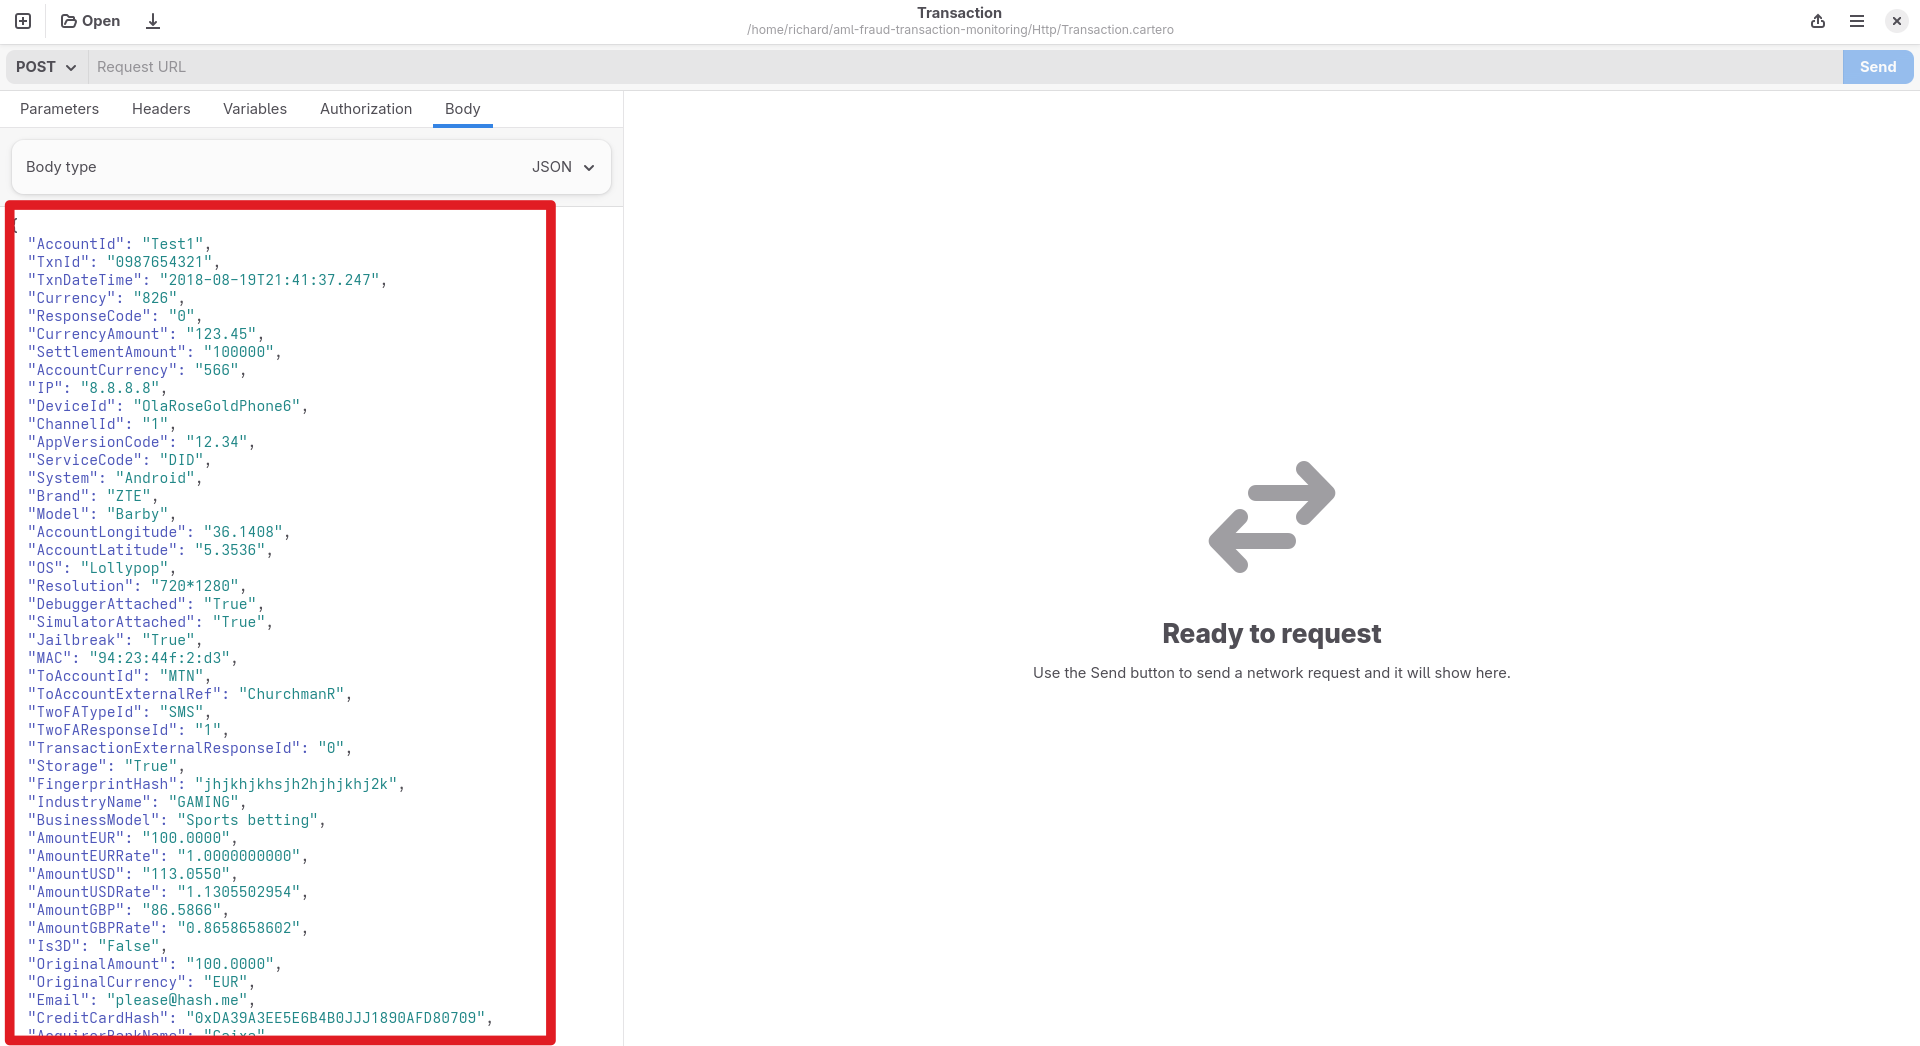 Open
Transaction
/home/richard/aml-fraud-transaction-monitoring/Http/Transaction.cartero
POST
Request URL
Send
Parameters
Headers
Variables
Authorization
Body
Body type
JSON
{
"AccountId": "Test1",
"TxnId": "0987654321",
"TxnDateTime": "2018-08-19T21:41:37.247",
"Currency": "826",
"ResponseCode": "0",
"CurrencyAmount": "123.45",
"SettlementAmount": "100000",
"AccountCurrency": "566",
"IP": "8.8.8.8",
"DeviceId": "OlaRoseGoldPhone6",
"ChannelId": "1",
"AppVersionCode": "12.34",
"ServiceCode": "DID",
"System": "Android",
"Brand": "ZTE",
"Model": "Barby",
"AccountLongitude": "36.1408",
"AccountLatitude": "5.3536",
"OS": "Lollypop",
"Resolution": "720*1280",
"DebuggerAttached": "True",
"SimulatorAttached": "True",
"Jailbreak": "True",
"MAC": "94:23:44f:2:d3",
"ToAccountId": "MTN",
"ToAccountExternalRef": "ChurchmanR",
"TwoFATypeId": "SMS",
"TwoFAResponseId": "1",
"TransactionExternalResponseId": "0",
"Storage": "True",
"FingerprintHash": "jhjkhjkhsjh2hjhjkhj2k",
"IndustryName": "GAMING",
"BusinessModel": "Sports betting",
"AmountEUR": "100.0000",
"AmountEURRate": "1.0000000000",
"AmountUSD": "113.0550",
"AmountUSDRate": "1.1305502954",
"AmountGBP": "86.5866",
"AmountGBPRate": "0.8658658602",
"Is3D": "False",
"OriginalAmount": "100.0000",
"OriginalCurrency": "EUR",
"Email": "please@hash.me",
"CreditCardHash": "0xDA39A3EE5E6B4B0JJJ1890AFD80709",
"AcquirerBankName": "Caixa"
Ready to request
Use the Send button to send a network request and it will show here.